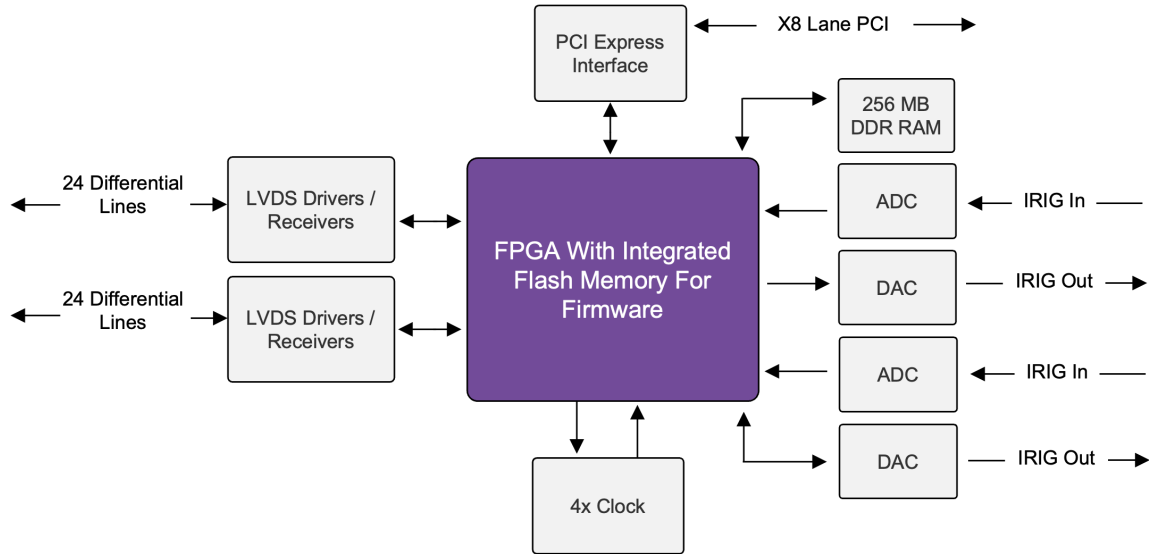 PCI Express
Interface
X8 Lane PCI
256 MB
DDR RAM
24 Differential
Lines
LVDS Drivers /
Receivers
ADC
IRIG In
FPGA With Integrated
Flash Memory For
Firmware
DAC
IRIG Out
24 Differential
Lines
LVDS Drivers /
Receivers
ADC
IRIG In
DAC
IRIG Out
4x Clock